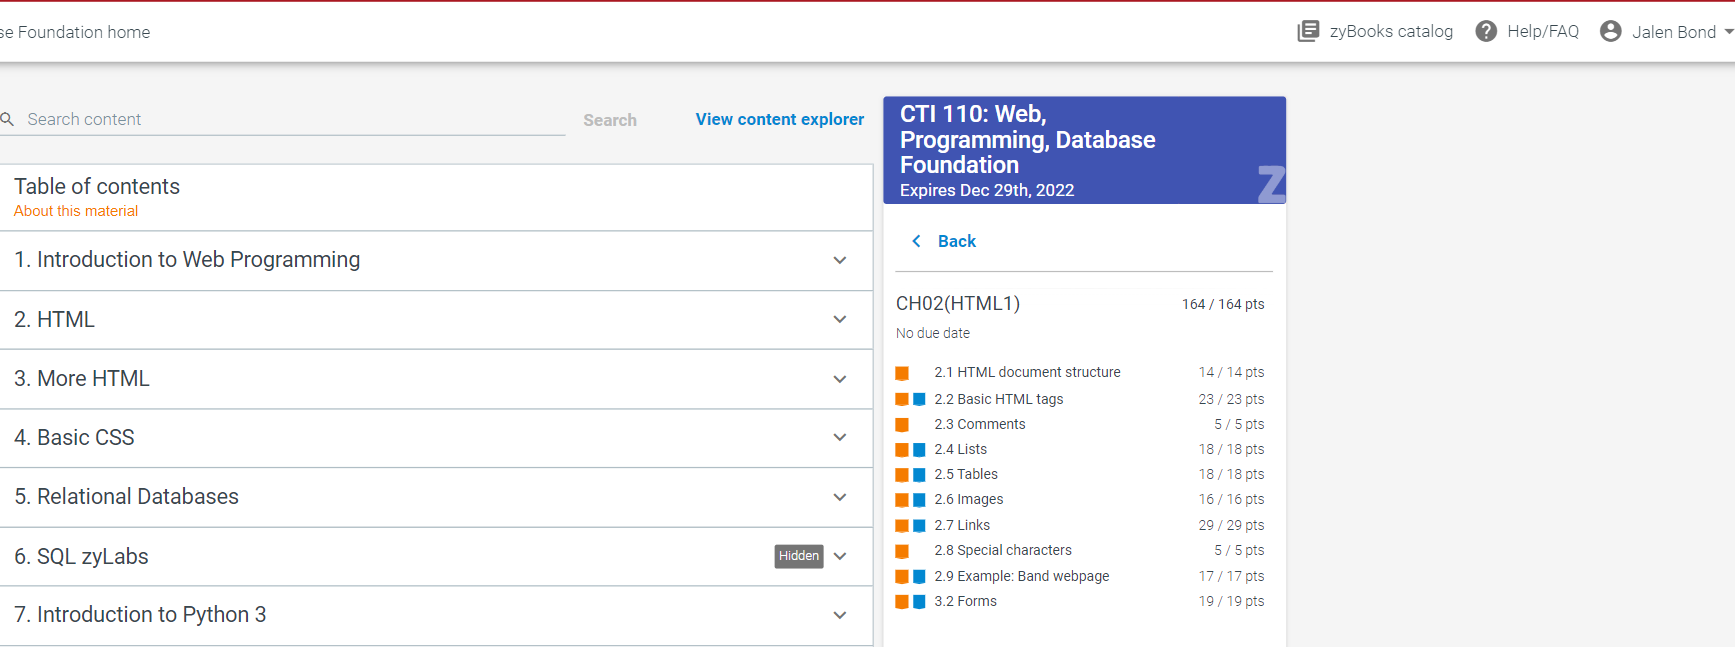 se Foundation home
zyBooks catalog
Help/FAQ
Jalen Bond
Search content
Search
View content explorer
Table of contents
About this material
1. Introduction to Web Programming
2. HTML
3. More HTML
4. Basic CSS
5. Relational Databases
6. SQL zyLabs
Hidden
7. Introduction to Python 3
CTI 110: Web,
Programming, Database
Foundation
Expires Dec 29th, 2022
Z
Back
CH02(HTML1) 164 / 164 pts
No due date
2.1 HTML document structure 14 / 14 pts
2.2 Basic HTML tags 23 / 23 pts
2.3 Comments 5 / 5 pts
2.4 Lists 18 / 18 pts
2.5 Tables 18 / 18 pts
2.6 Images 16 / 16 pts
2.7 Links 29 / 29 pts
2.8 Special characters 5 / 5 pts
2.9 Example: Band webpage 17 / 17 pts
3.2 Forms 19 / 19 pts